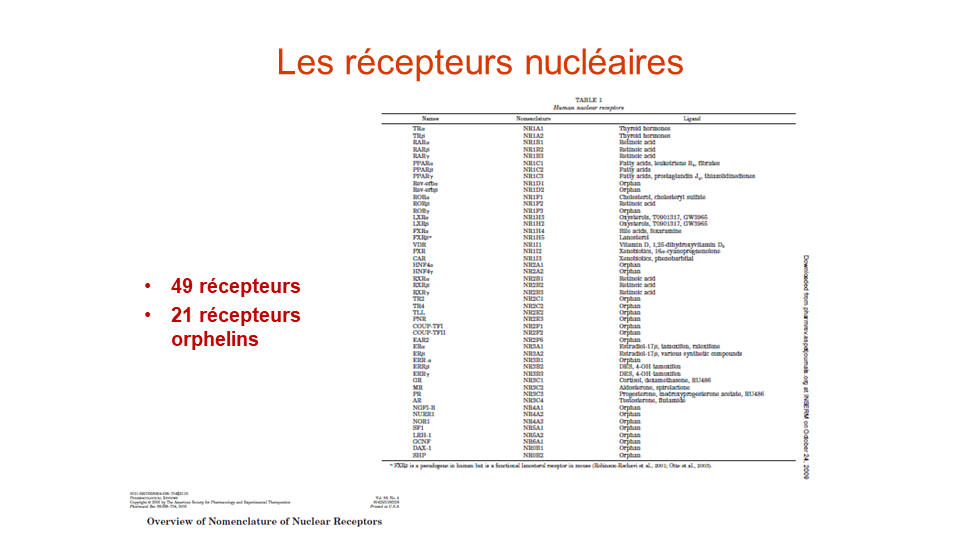 Les récepteurs nucléaires
TABLE 1
Human nuclear receptors
Names Nomenclature Ligand
TRα NR1A1 Thyroid hormones
TRβ NR1A2 Thyroid hormones
RARα NR1B1 Retinoic acid
RARβ NR1B2 Retinoic acid
RARγ NR1B3 Retinoic acid
PPARα NR1C1 Fatty acids, leukotriene B₄, fibrates
PPARβ NR1C2 Fatty acids
PPARγ NR1C3 Fatty acids, prostaglandin J₂, thiazolidinediones
Rev-erbα NR1D1 Orphan
Rev-erbβ NR1D2 Orphan
RORα NR1F1 Cholesterol, cholesteryl sulfate
RORβ NR1F2 Retinoic acid
RORγ NR1F3 Orphan
LXRα NR1H3 Oxysterols, T0901317, GW3965
LXRβ NR1H2 Oxysterols, T0901317, GW3965
FXRα NR1H4 Bile acids, fexaramine
FXRβ* NR1H5 Lanosterol
VDR NR1I1 Vitamin D, 1,25-dihydroxyvitamin D₃
PXR NR1I2 Xenobiotics, 16α-cyanopregnenolone
CAR NR1I3 Xenobiotics, phenobarbital
HNF4α NR2A1 Orphan
HNF4γ NR2A2 Orphan
RXRα NR2B1 Retinoic acid
RXRβ NR2B2 Retinoic acid
RXRγ NR2B3 Retinoic acid
TR2 NR2C1 Orphan
TR4 NR2C2 Orphan
TLL NR2E2 Orphan
PNR NR2E3 Orphan
COUP-TFI NR2F1 Orphan
COUP-TFII NR2F2 Orphan
EAR2 NR2F6 Orphan
ERα NR3A1 Estradiol-17β, tamoxifen, raloxifene
ERβ NR3A2 Estradiol-17β, various synthetic compounds
ERR-α NR3B1 Orphan
ERRβ NR3B2 DES, 4-OH tamoxifen
ERRγ NR3B3 DES, 4-OH tamoxifen
GR NR3C1 Cortisol, dexamethasone, RU486
MR NR3C2 Aldosterone, spirolactone
PR NR3C3 Progesterone, medroxyprogesterone acetate, RU486
AR NR3C4 Testosterone, flutamide
NGFI-B NR4A1 Orphan
NURR1 NR4A2 Orphan
NOR1 NR4A3 Orphan
SF1 NR5A1 Orphan
LRH-1 NR5A2 Orphan
GCNF NR6A1 Orphan
DAX-1 NR0B1 Orphan
SHP NR0B2 Orphan
* FXRβ is a pseudogene in human but is a functional lanosterol receptor in mouse (Robinson-Rechavi et al., 2001; Otte et al., 2003).
• 49 récepteurs
• 21 récepteurs
orphelins
Downloaded from pharmrev.aspetjournals.org at INSERM on October 24, 2009
PHARMACOLOGICAL REVIEWS Vol. 58, No. 4
Copyright © 2006 by The American Society for Pharmacology and Experimental Therapeutics
Pharmacol Rev Printed in U.S.A
Overview of Nomenclature of Nuclear Receptors